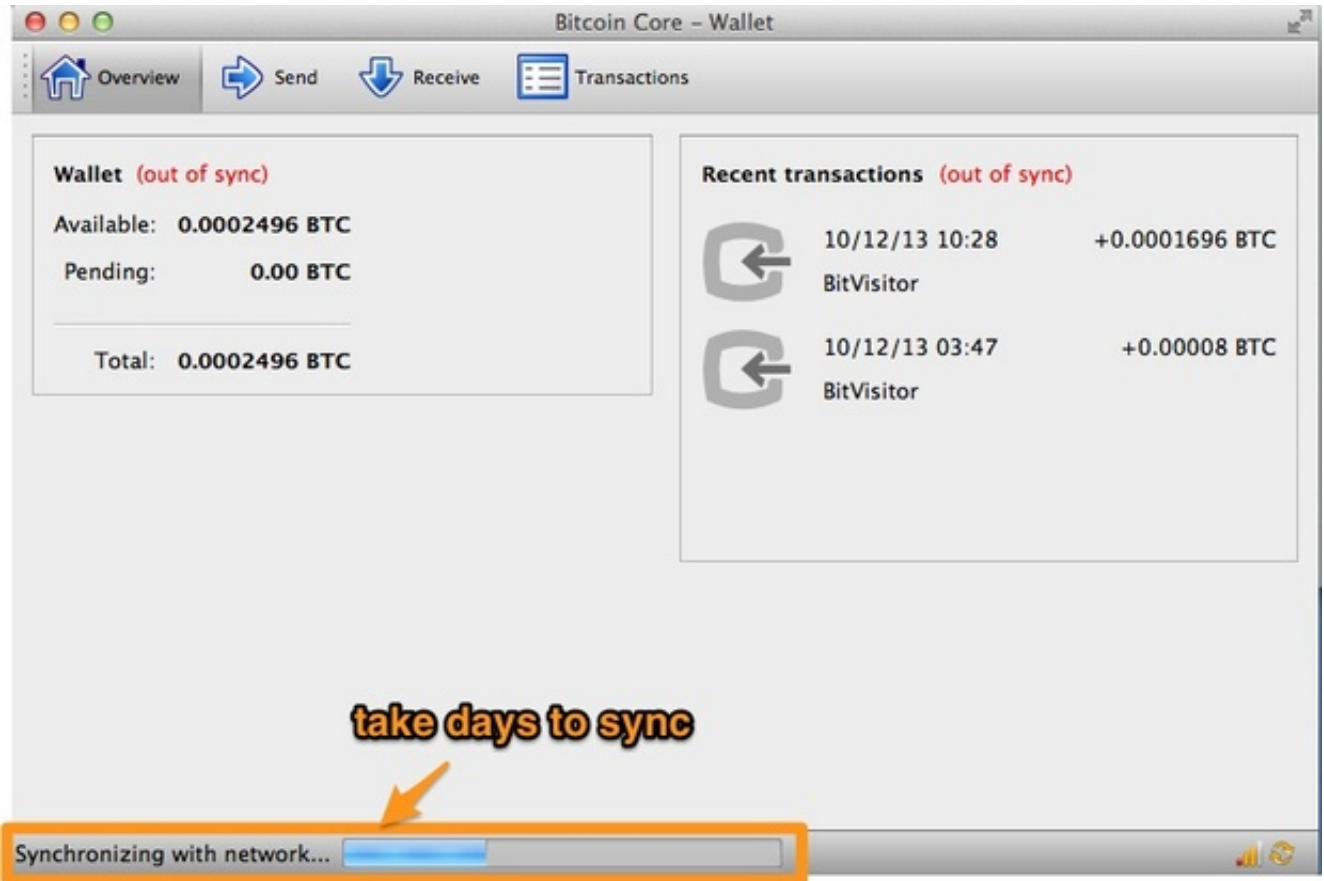 Bitcoin Core – Wallet
Overview Send Receive Transactions
Wallet (out of sync)
Available: 0.0002496 BTC
Pending: 0.00 BTC
Total: 0.0002496 BTC
Recent transactions (out of sync)
10/12/13 10:28 +0.0001696 BTC
BitVisitor
10/12/13 03:47 +0.00008 BTC
BitVisitor
take days to sync
Synchronizing with network...